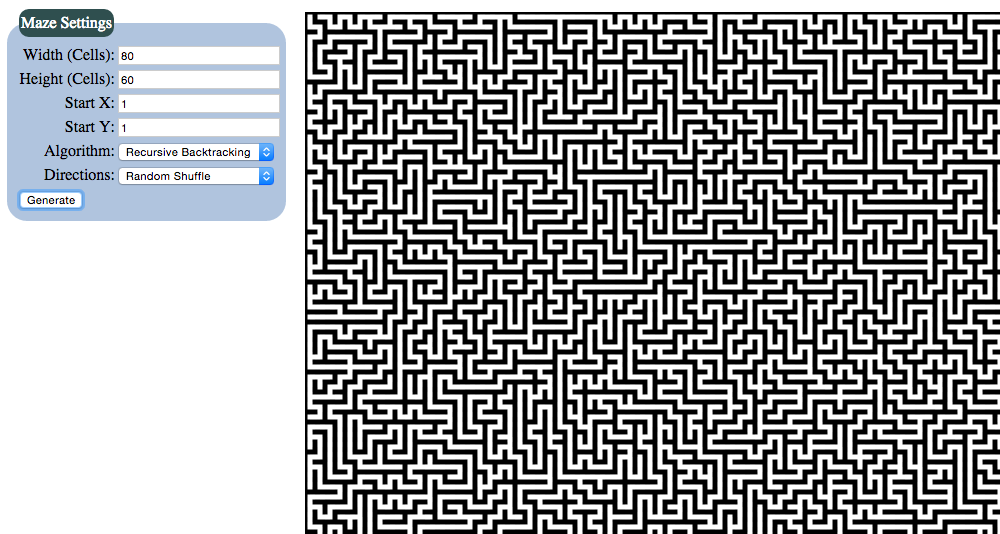 Maze Settings
Width (Cells): 80
Height (Cells): 60
Start X: 1
Start Y: 1
Algorithm: Recursive Backtracking
Directions: Random Shuffle
Generate